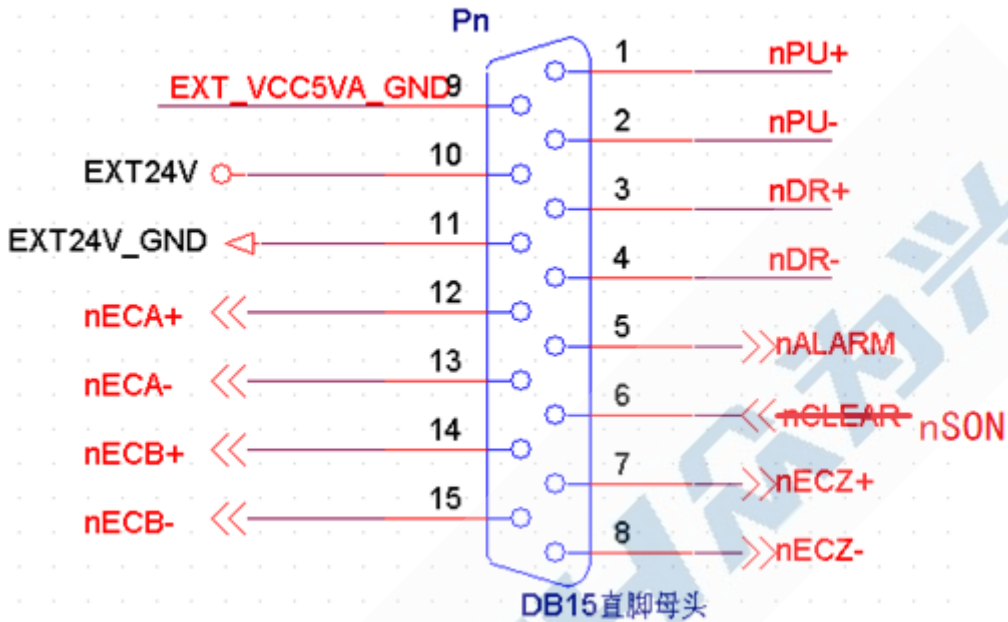 Pn
1 nPU+
EXT_VCC5VA_GND 9
2 nPU-
EXT24V 10
3 nDR+
EXT24V_GND 11
4 nDR-
nECA+ 12
5 nALARM
nECA- 13
6 nCLEAR nSON
nECB+ 14
7 nECZ+
nECB- 15
8 nECZ-
DB15直脚母头